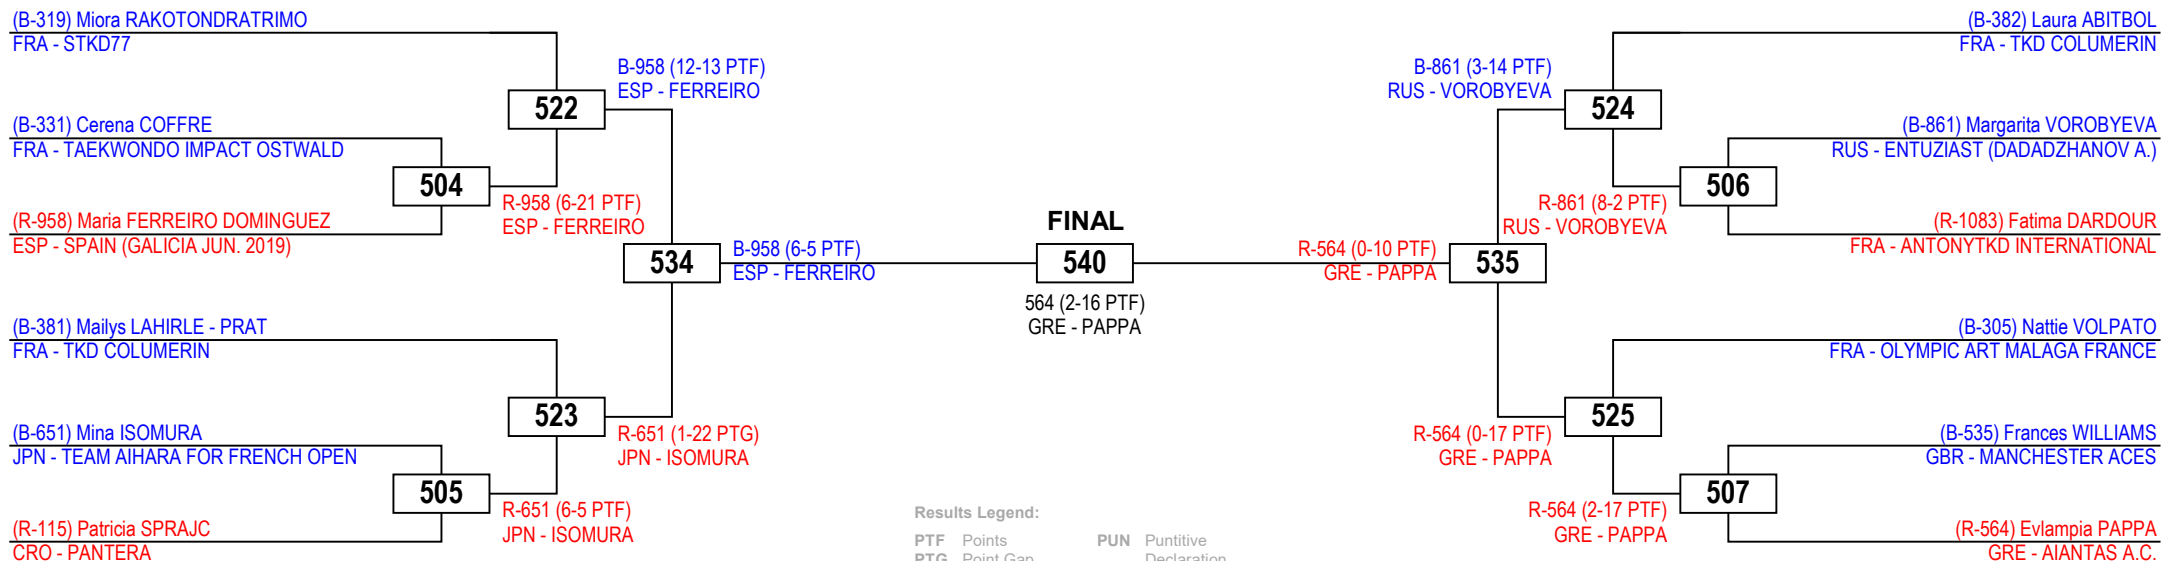 (B-319) Miora RAKOTONDRATRIMO
FRA - STKD77
B-958 (12-13 PTF)
ESP - FERREIRO
522
(B-331) Cerena COFFRE
FRA - TAEKWONDO IMPACT OSTWALD
504
R-958 (6-21 PTF)
ESP - FERREIRO
(R-958) Maria FERREIRO DOMINGUEZ
ESP - SPAIN (GALICIA JUN. 2019)
534
B-958 (6-5 PTF)
ESP - FERREIRO
(B-381) Mailys LAHIRLE - PRAT
FRA - TKD COLUMERIN
523
R-651 (1-22 PTG)
JPN - ISOMURA
(B-651) Mina ISOMURA
JPN - TEAM AIHARA FOR FRENCH OPEN
505
R-651 (6-5 PTF)
JPN - ISOMURA
(R-115) Patricia SPRAJC
CRO - PANTERA
FINAL
540
564 (2-16 PTF)
GRE - PAPPA
(B-382) Laura ABITBOL
FRA - TKD COLUMERIN
B-861 (3-14 PTF)
RUS - VOROBYEVA
524
(B-861) Margarita VOROBYEVA
RUS - ENTUZIAST (DADADZHANOV A.)
506
R-861 (8-2 PTF)
RUS - VOROBYEVA
(R-1083) Fatima DARDOUR
FRA - ANTONYTKD INTERNATIONAL
R-564 (0-10 PTF)
GRE - PAPPA
535
(B-305) Nattie VOLPATO
FRA - OLYMPIC ART MALAGA FRANCE
525
R-564 (0-17 PTF)
GRE - PAPPA
(B-535) Frances WILLIAMS
GBR - MANCHESTER ACES
507
R-564 (2-17 PTF)
GRE - PAPPA
(R-564) Evlampia PAPPA
GRE - AIANTAS A.C.
Results Legend:
PTF Points PUN Puntitive
PTG Point Gap Declaration